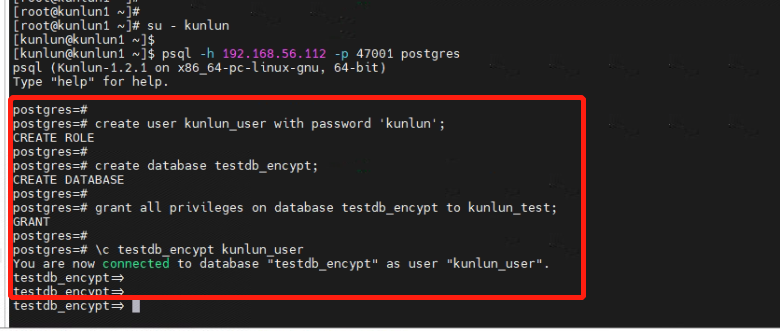 [root@kunlun1 ~]#
[root@kunlun1 ~]#
[root@kunlun1 ~]# su - kunlun
[kunlun@kunlun1 ~]$
[kunlun@kunlun1 ~]$ psql -h 192.168.56.112 -p 47001 postgres
psql (Kunlun-1.2.1 on x86_64-pc-linux-gnu, 64-bit)
Type "help" for help.
postgres=#
postgres=# create user kunlun_user with password 'kunlun';
CREATE ROLE
postgres=#
postgres=# create database testdb_encypt;
CREATE DATABASE
postgres=#
postgres=# grant all privileges on database testdb_encypt to kunlun_test;
GRANT
postgres=#
postgres=# \c testdb_encypt kunlun_user
You are now connected to database "testdb_encypt" as user "kunlun_user".
testdb_encypt=>
testdb_encypt=>
testdb_encypt=>